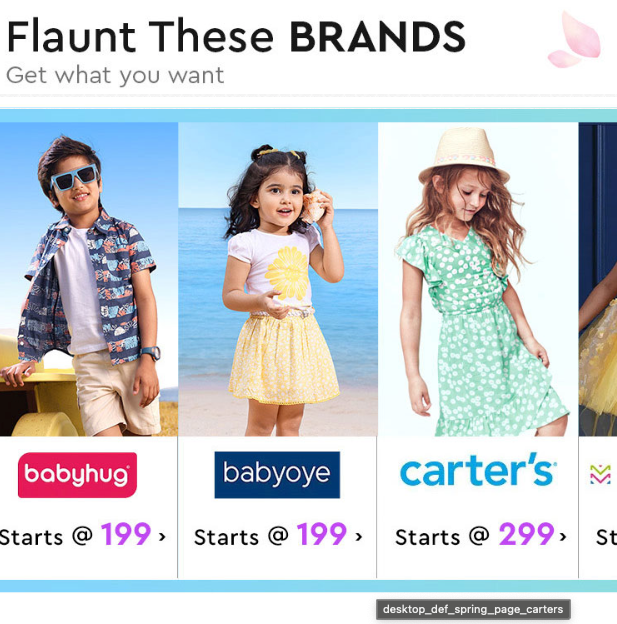 Flaunt These BRANDS
Get what you want
babyhug
babyoye
carter's
Starts @ 199 ›
Starts @ 199 ›
Starts @ 299 ›
St
desktop_def_spring_page_carters